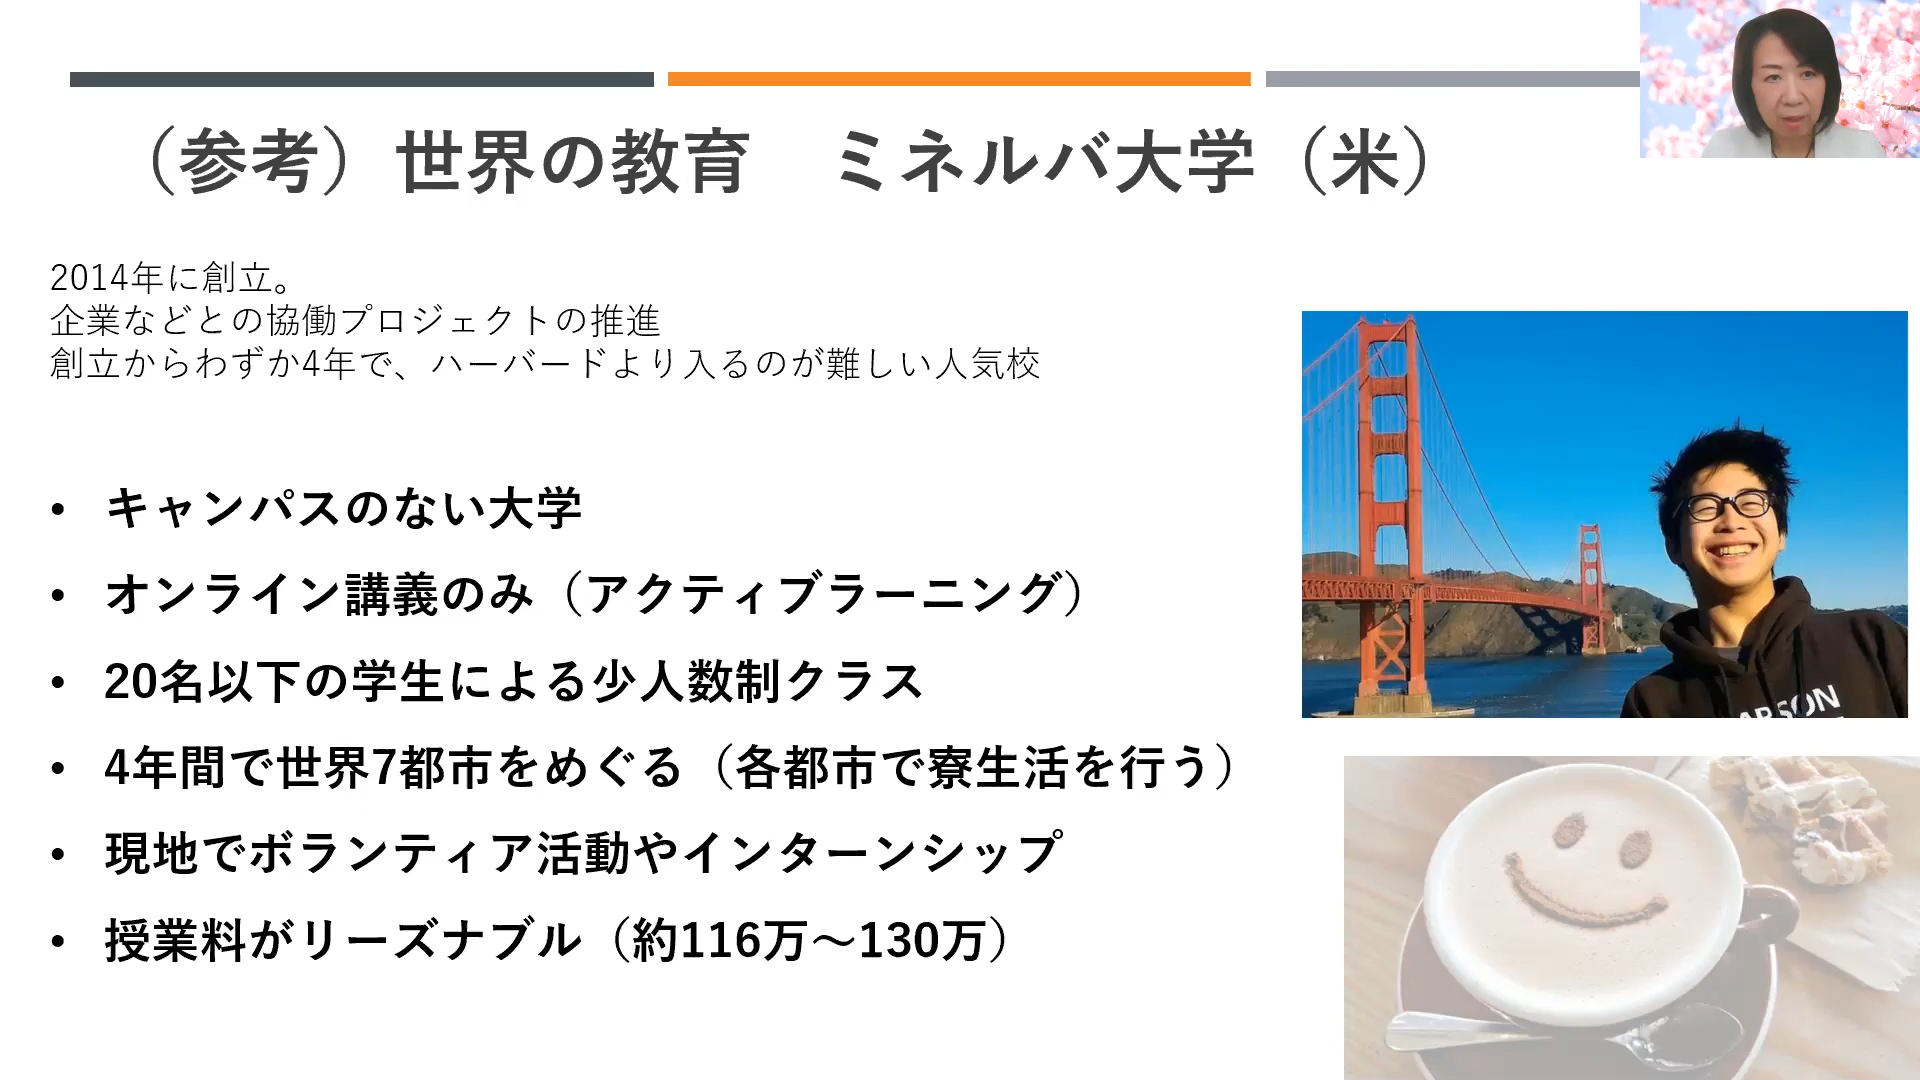 （参考）世界の教育　ミネルバ大学（米）
2014年に創立。
企業などとの協働プロジェクトの推進
創立からわずか4年で、ハーバードより入るのが難しい人気校
• キャンパスのない大学
• オンライン講義のみ（アクティブラーニング）
• 20名以下の学生による少人数制クラス
• 4年間で世界7都市をめぐる（各都市で寮生活を行う）
• 現地でボランティア活動やインターンシップ
• 授業料がリーズナブル（約116万～130万）